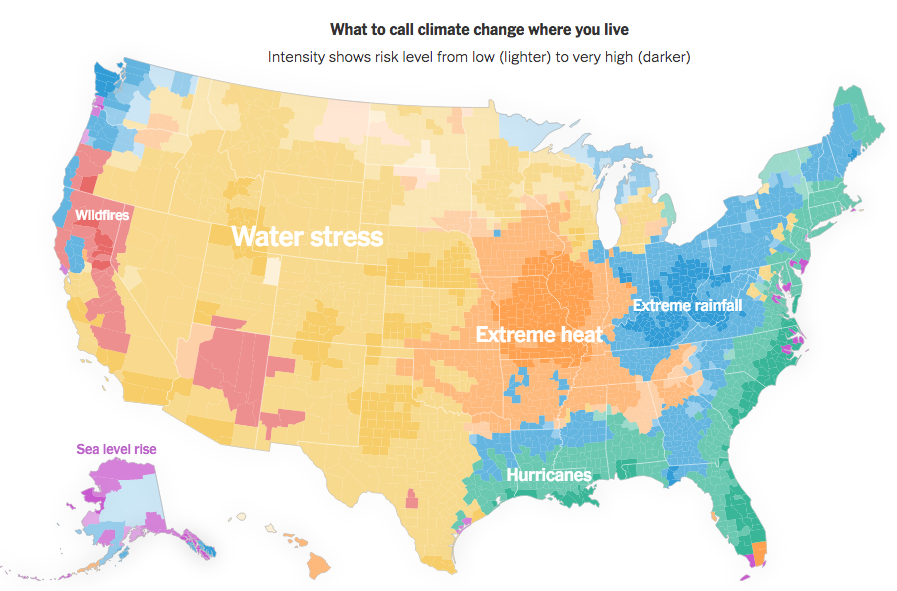 What to call climate change where you live
Intensity shows risk level from low (lighter) to very high (darker)
Wildfires
Water stress
Extreme rainfall
Extreme heat
Sea level rise
Hurricanes